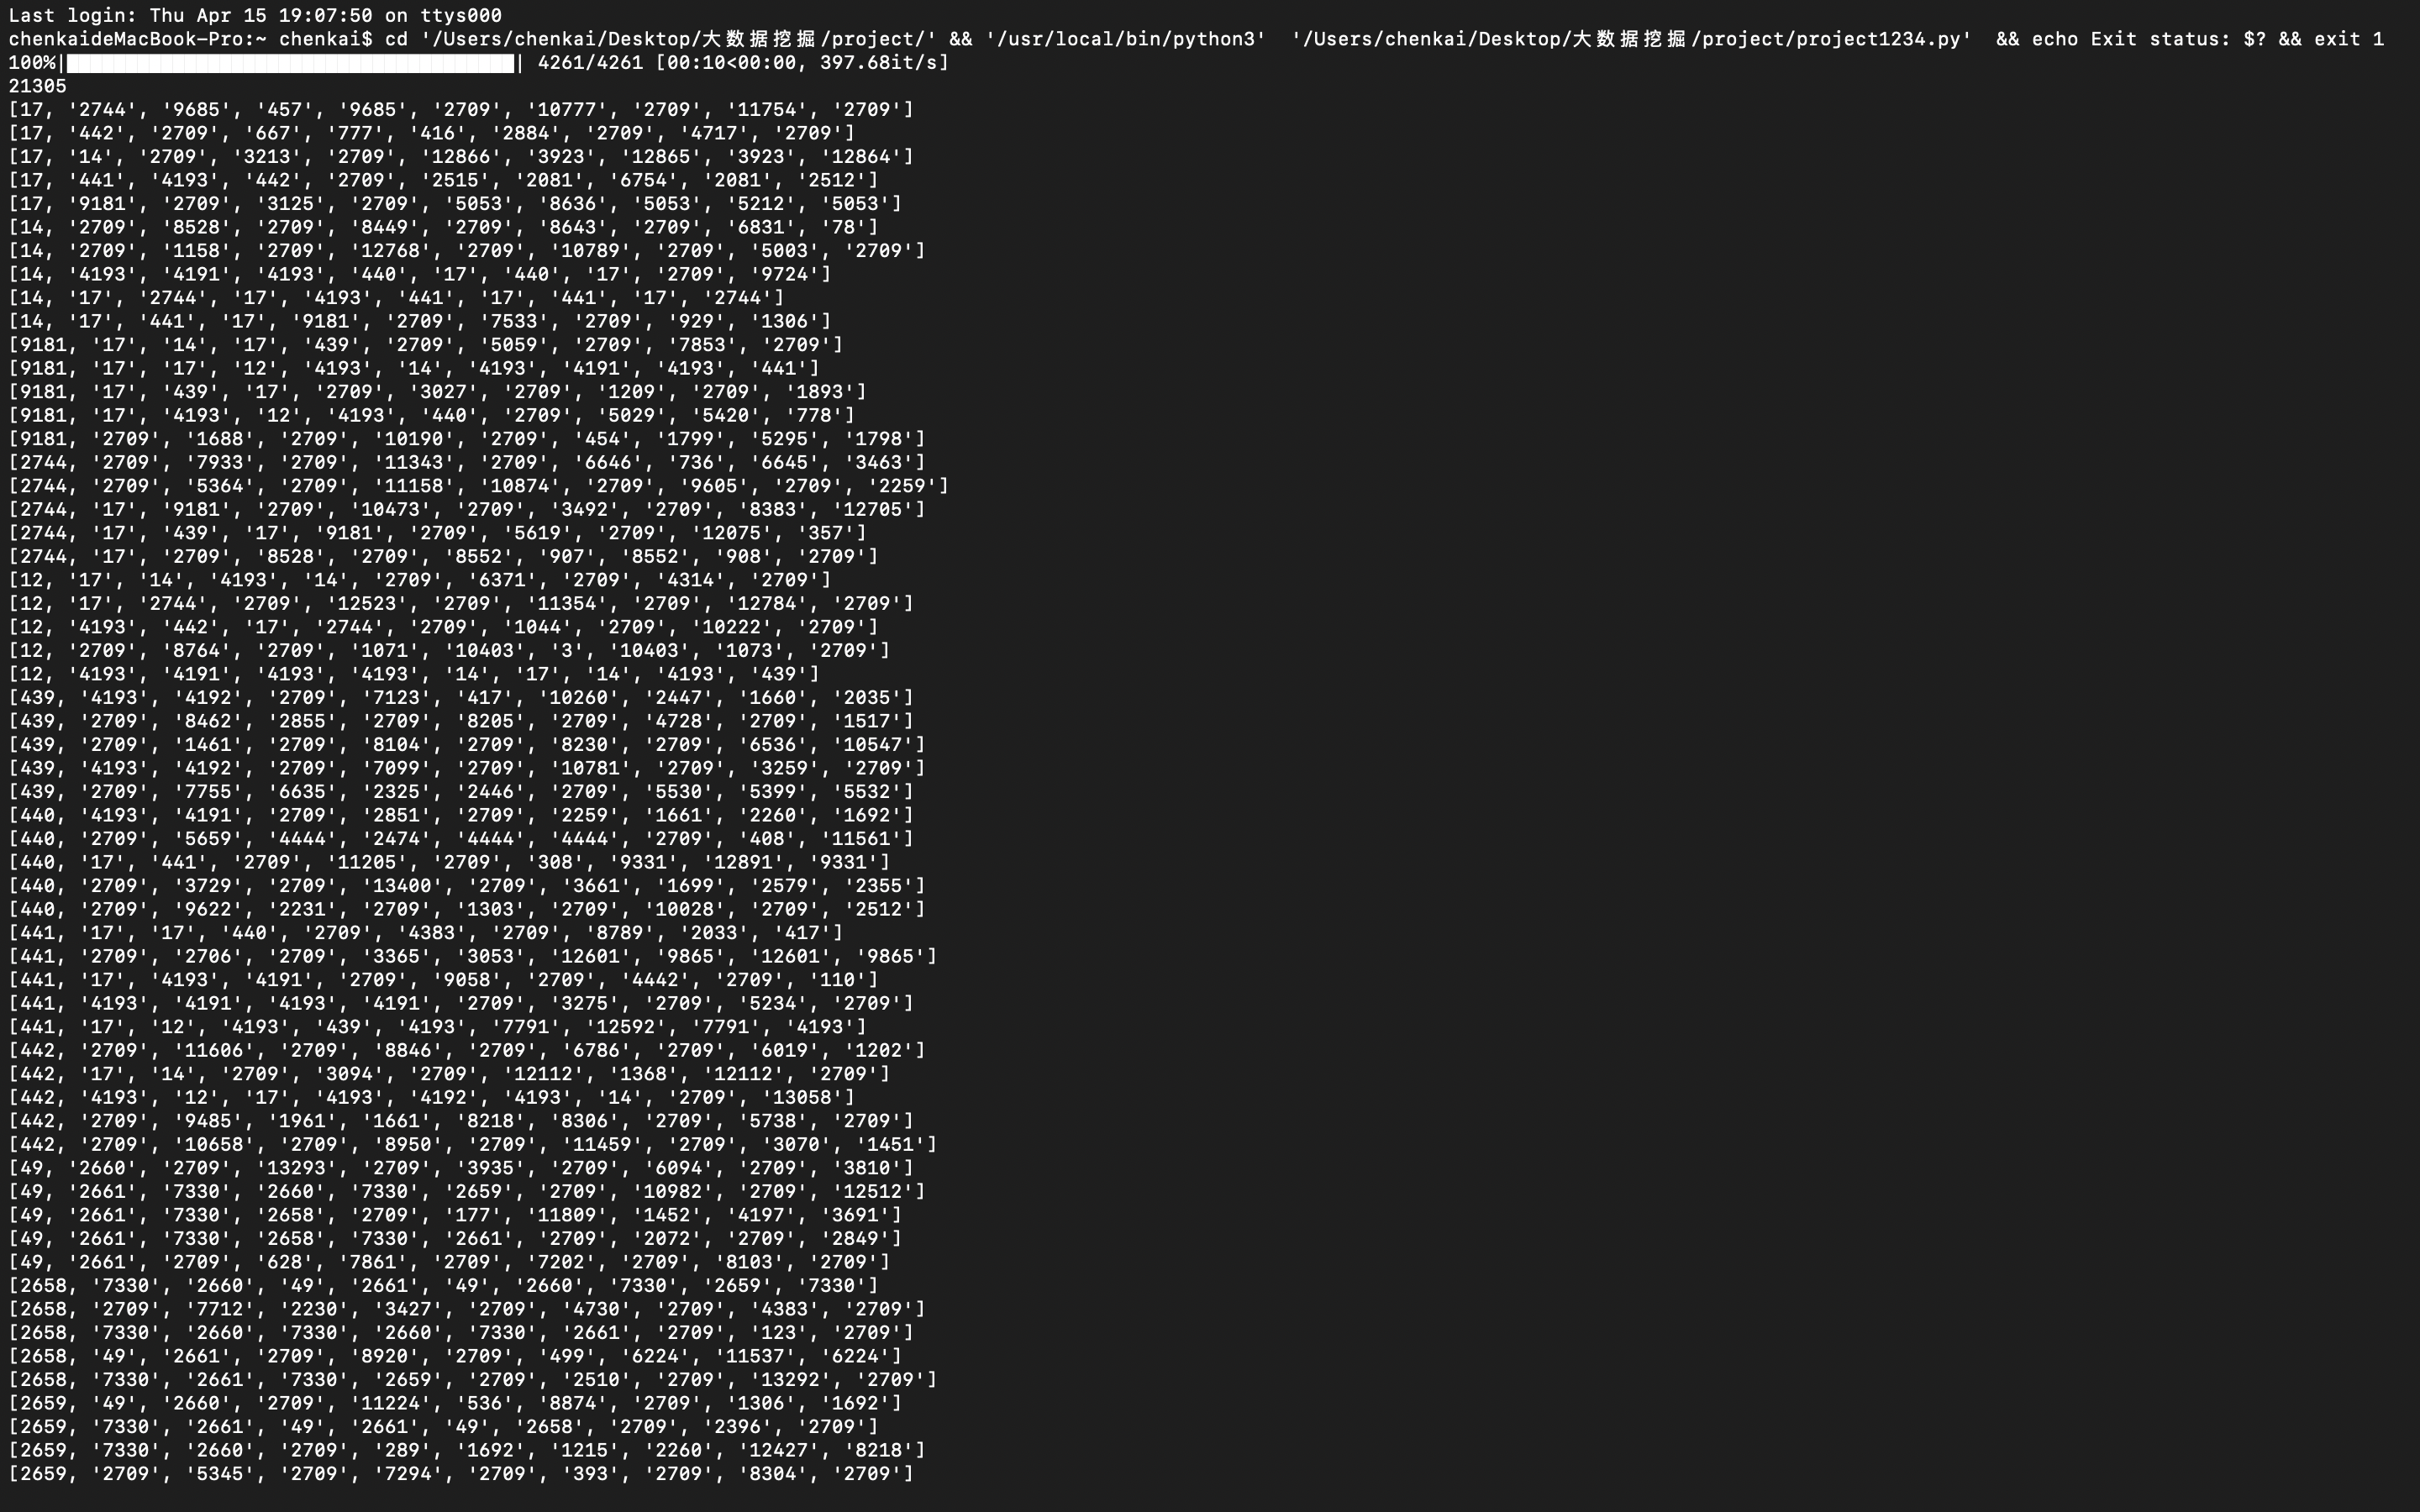 Last login: Thu Apr 15 19:07:50 on ttys000
chenkaideMacBook-Pro:~ chenkai$ cd '/Users/chenkai/Desktop/大数据挖掘/project/' && '/usr/local/bin/python3'  '/Users/chenkai/Desktop/大数据挖掘/project/project1234.py'  && echo Exit status: $? && exit 1
100%|██████████████████████████████████████| 4261/4261 [00:10<00:00, 397.68it/s]
21305
[17, '2744', '9685', '457', '9685', '2709', '10777', '2709', '11754', '2709']
[17, '442', '2709', '667', '777', '416', '2884', '2709', '4717', '2709']
[17, '14', '2709', '3213', '2709', '12866', '3923', '12865', '3923', '12864']
[17, '441', '4193', '442', '2709', '2515', '2081', '6754', '2081', '2512']
[17, '9181', '2709', '3125', '2709', '5053', '8636', '5053', '5212', '5053']
[14, '2709', '8528', '2709', '8449', '2709', '8643', '2709', '6831', '78']
[14, '2709', '1158', '2709', '12768', '2709', '10789', '2709', '5003', '2709']
[14, '4193', '4191', '4193', '440', '17', '440', '17', '2709', '9724']
[14, '17', '2744', '17', '4193', '441', '17', '441', '17', '2744']
[14, '17', '441', '17', '9181', '2709', '7533', '2709', '929', '1306']
[9181, '17', '14', '17', '439', '2709', '5059', '2709', '7853', '2709']
[9181, '17', '17', '12', '4193', '14', '4193', '4191', '4193', '441']
[9181, '17', '439', '17', '2709', '3027', '2709', '1209', '2709', '1893']
[9181, '17', '4193', '12', '4193', '440', '2709', '5029', '5420', '778']
[9181, '2709', '1688', '2709', '10190', '2709', '454', '1799', '5295', '1798']
[2744, '2709', '7933', '2709', '11343', '2709', '6646', '736', '6645', '3463']
[2744, '2709', '5364', '2709', '11158', '10874', '2709', '9605', '2709', '2259']
[2744, '17', '9181', '2709', '10473', '2709', '3492', '2709', '8383', '12705']
[2744, '17', '439', '17', '9181', '2709', '5619', '2709', '12075', '357']
[2744, '17', '2709', '8528', '2709', '8552', '907', '8552', '908', '2709']
[12, '17', '14', '4193', '14', '2709', '6371', '2709', '4314', '2709']
[12, '17', '2744', '2709', '12523', '2709', '11354', '2709', '12784', '2709']
[12, '4193', '442', '17', '2744', '2709', '1044', '2709', '10222', '2709']
[12, '2709', '8764', '2709', '1071', '10403', '3', '10403', '1073', '2709']
[12, '4193', '4191', '4193', '4193', '14', '17', '14', '4193', '439']
[439, '4193', '4192', '2709', '7123', '417', '10260', '2447', '1660', '2035']
[439, '2709', '8462', '2855', '2709', '8205', '2709', '4728', '2709', '1517']
[439, '2709', '1461', '2709', '8104', '2709', '8230', '2709', '6536', '10547']
[439, '4193', '4192', '2709', '7099', '2709', '10781', '2709', '3259', '2709']
[439, '2709', '7755', '6635', '2325', '2446', '2709', '5530', '5399', '5532']
[440, '4193', '4191', '2709', '2851', '2709', '2259', '1661', '2260', '1692']
[440, '2709', '5659', '4444', '2474', '4444', '4444', '2709', '408', '11561']
[440, '17', '441', '2709', '11205', '2709', '308', '9331', '12891', '9331']
[440, '2709', '3729', '2709', '13400', '2709', '3661', '1699', '2579', '2355']
[440, '2709', '9622', '2231', '2709', '1303', '2709', '10028', '2709', '2512']
[441, '17', '17', '440', '2709', '4383', '2709', '8789', '2033', '417']
[441, '2709', '2706', '2709', '3365', '3053', '12601', '9865', '12601', '9865']
[441, '17', '4193', '4191', '2709', '9058', '2709', '4442', '2709', '110']
[441, '4193', '4191', '4193', '4191', '2709', '3275', '2709', '5234', '2709']
[441, '17', '12', '4193', '439', '4193', '7791', '12592', '7791', '4193']
[442, '2709', '11606', '2709', '8846', '2709', '6786', '2709', '6019', '1202']
[442, '17', '14', '2709', '3094', '2709', '12112', '1368', '12112', '2709']
[442, '4193', '12', '17', '4193', '4192', '4193', '14', '2709', '13058']
[442, '2709', '9485', '1961', '1661', '8218', '8306', '2709', '5738', '2709']
[442, '2709', '10658', '2709', '8950', '2709', '11459', '2709', '3070', '1451']
[49, '2660', '2709', '13293', '2709', '3935', '2709', '6094', '2709', '3810']
[49, '2661', '7330', '2660', '7330', '2659', '2709', '10982', '2709', '12512']
[49, '2661', '7330', '2658', '2709', '177', '11809', '1452', '4197', '3691']
[49, '2661', '7330', '2658', '7330', '2661', '2709', '2072', '2709', '2849']
[49, '2661', '2709', '628', '7861', '2709', '7202', '2709', '8103', '2709']
[2658, '7330', '2660', '49', '2661', '49', '2660', '7330', '2659', '7330']
[2658, '2709', '7712', '2230', '3427', '2709', '4730', '2709', '4383', '2709']
[2658, '7330', '2660', '7330', '2660', '7330', '2661', '2709', '123', '2709']
[2658, '49', '2661', '2709', '8920', '2709', '499', '6224', '11537', '6224']
[2658, '7330', '2661', '7330', '2659', '2709', '2510', '2709', '13292', '2709']
[2659, '49', '2660', '2709', '11224', '536', '8874', '2709', '1306', '1692']
[2659, '7330', '2661', '49', '2661', '49', '2658', '2709', '2396', '2709']
[2659, '7330', '2660', '2709', '289', '1692', '1215', '2260', '12427', '8218']
[2659, '2709', '5345', '2709', '7294', '2709', '393', '2709', '8304', '2709']